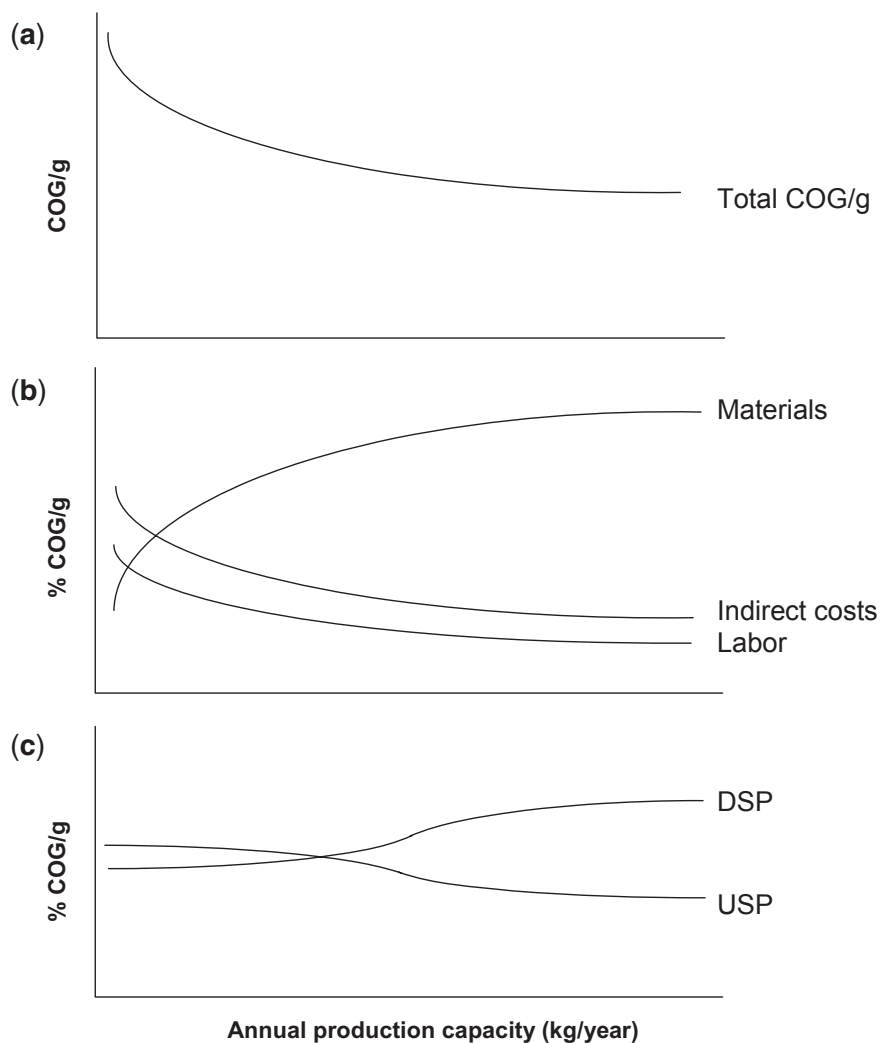 (a)
COG/g
Total COG/g
(b)
% COG/g
Materials
Indirect costs
Labor
(c)
% COG/g
DSP
USP
Annual production capacity (kg/year)